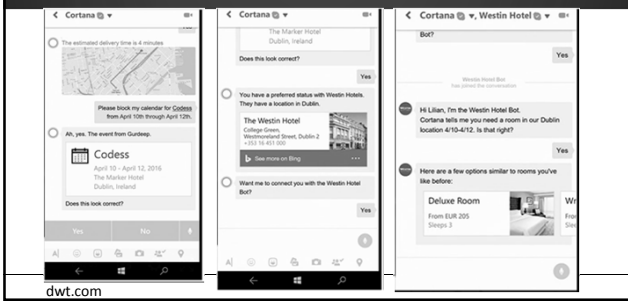 Cortana
Yes
The estimated delivery time is 4 minutes
Please block my calendar for Codess
from April 10th through April 12th.
Ah, yes. The event from Gurdeep.
Codess
April 10 - April 12, 2016
The Marker Hotel
Dublin, Ireland
Does this look correct?
Yes
No
Cortana
The Marker Hotel
Dublin, Ireland
Does this look correct?
Yes
You have a preferred status with Westin Hotels.
They have a location in Dublin.
The Westin Hotel
College Green,
Westmoreland Street, Dublin 2
+353 16 451 000
See more on Bing
Want me to connect you with the Westin Hotel
Bot?
Yes
Cortana , Westin Hotel
Bot?
Yes
Westin Hotel Bot
has joined the conversation
Hi Lilian, I'm the Westin Hotel Bot.
Cortana tells me you need a room in our Dublin
location 4/10-4/12. Is that right?
Yes
Here are a few options similar to rooms you've
like before:
Deluxe Room
From EUR 205
Sleeps 3
dwt.com